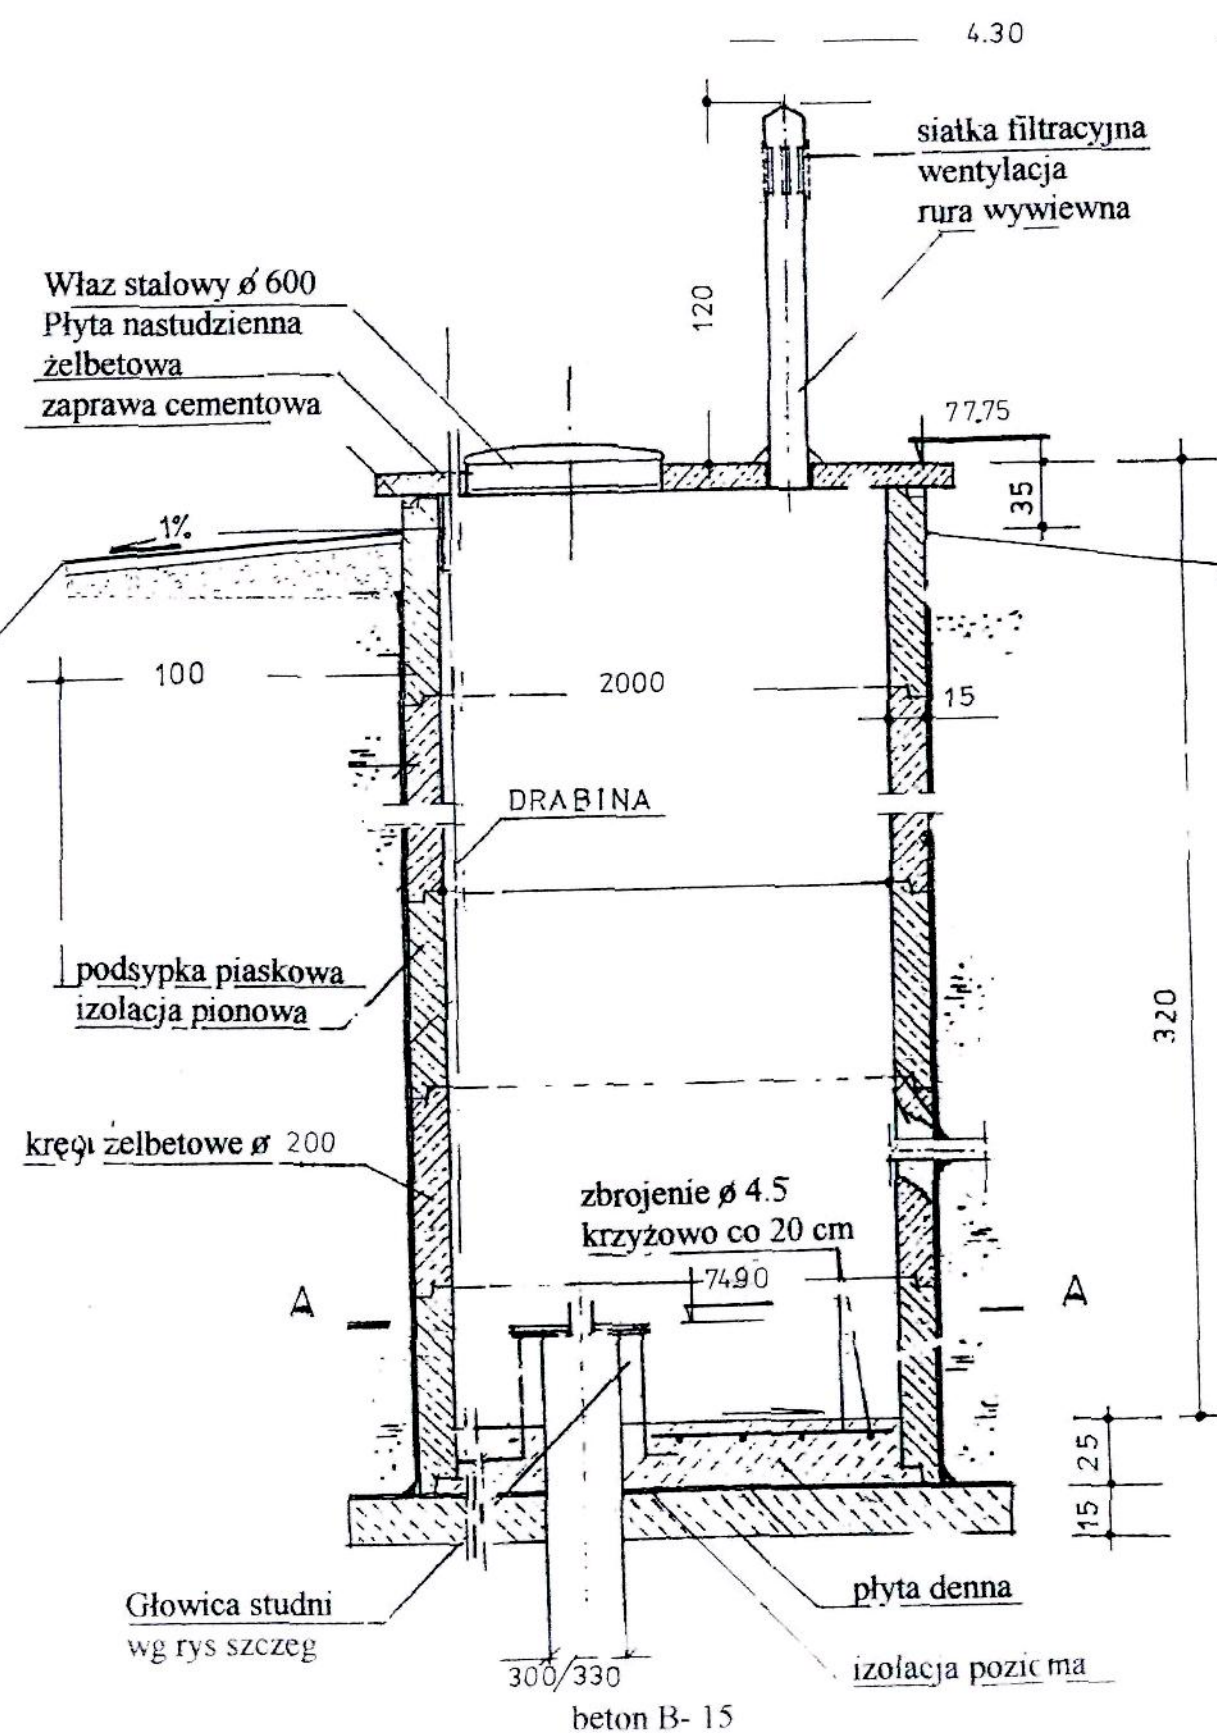 4.30
siatka filtracyjna
wentylacja
rura wywiewna
Właz stalowy ø 600
Płyta nastudzienna
żelbetowa
zaprawa cementowa
120
77.75
35
1%
100
2000
15
DRABINA
podsypka piaskowa
izolacja pionowa
320
kręgi żelbetowe ø 200
zbrojenie ø 4.5
krzyżowo co 20 cm
74.90
A
A
25
15
Głowica studni
wg rys szczeg
płyta denna
300/330
izolacja pozioma
beton B- 15